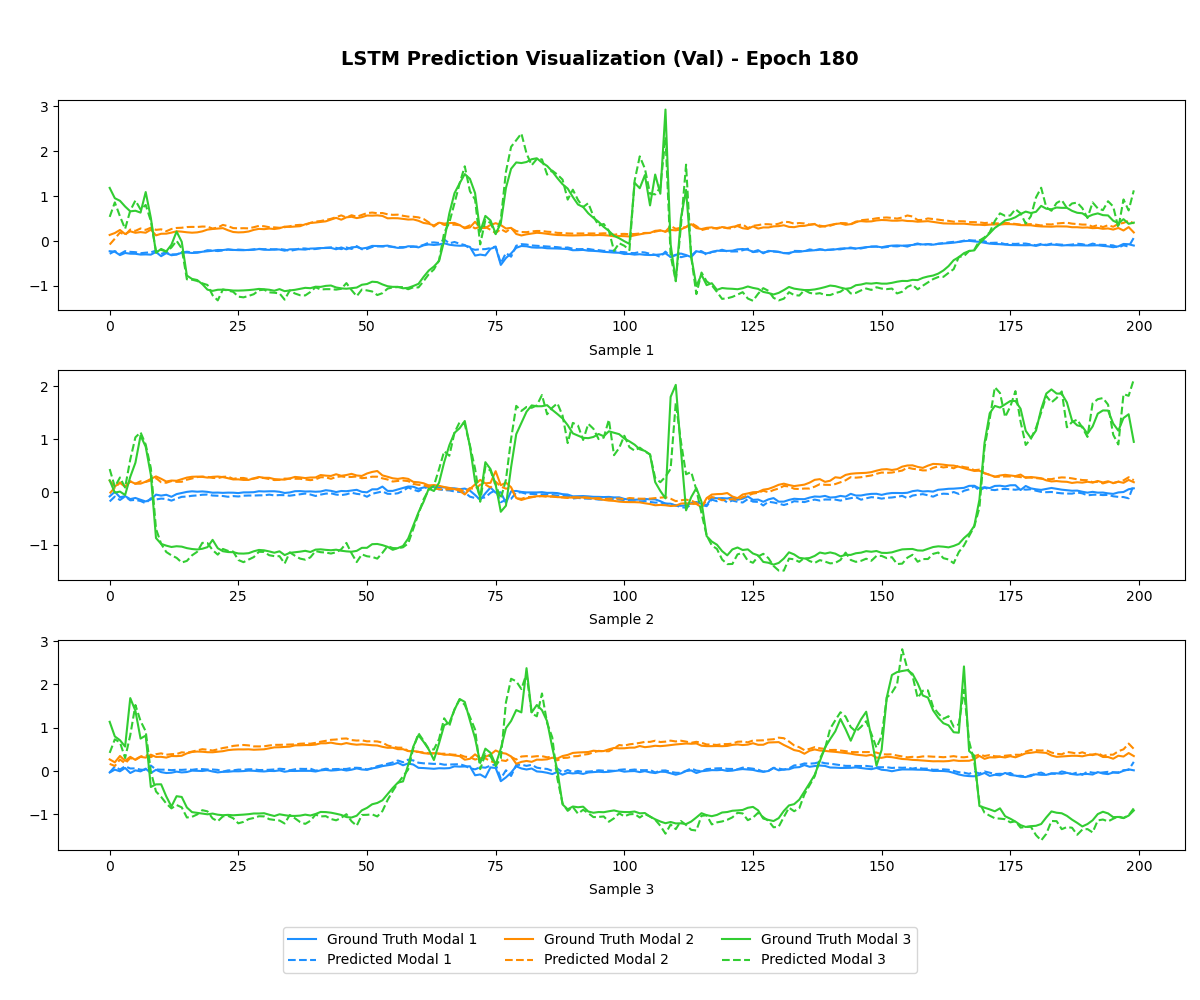 LSTM Prediction Visualization (Val) - Epoch 180
3
2
1
0
−1
0 25 50 75 100 125 150 175 200
Sample 1
2
1
0
−1
0 25 50 75 100 125 150 175 200
Sample 2
3
2
1
0
−1
0 25 50 75 100 125 150 175 200
Sample 3
Ground Truth Modal 1 Ground Truth Modal 2 Ground Truth Modal 3
Predicted Modal 1 Predicted Modal 2 Predicted Modal 3